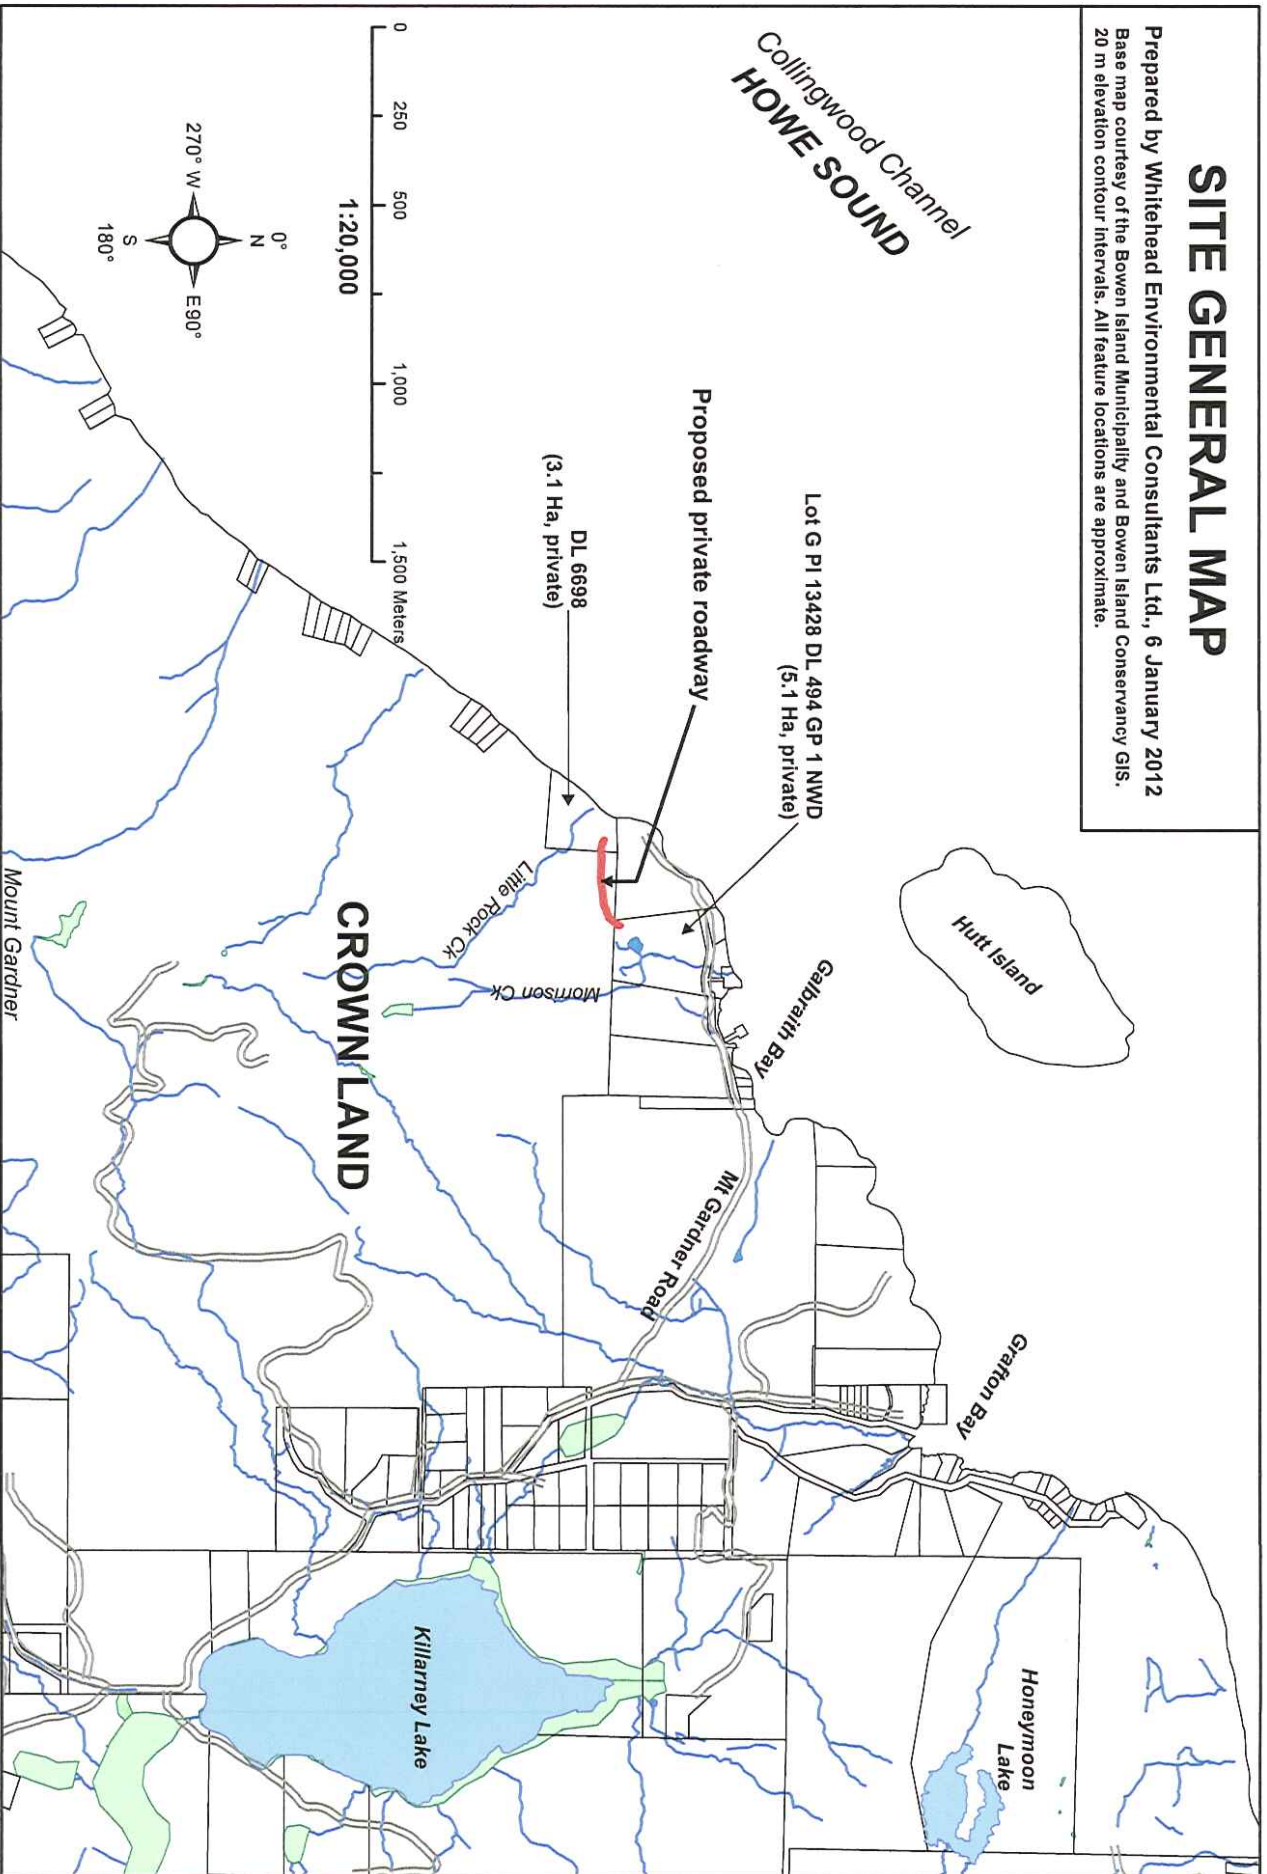 SITE GENERAL MAP
Prepared by Whitehead Environmental Consultants Ltd., 6 January 2012
Base map courtesy of the Bowen Island Municipality and Bowen Island Conservancy GIS.
20 m elevation contour intervals. All feature locations are approximate.
Collingwood Channel
HOWE SOUND
Hutt Island
Galbraith Bay
Grafton Bay
Honeymoon
Lake
Lot G Pl 13428 DL 494 GP 1 NWD
(5.1 Ha, private)
Proposed private roadway
DL 6698
(3.1 Ha, private)
Mt Gardner Road
Morrison Ck
Little Rock Ck
Killarney Lake
CROWN LAND
Mount Gardner
0 250 500 1,000 1,500 Meters
1:20,000
0°
N
270° W
E 90°
S
180°